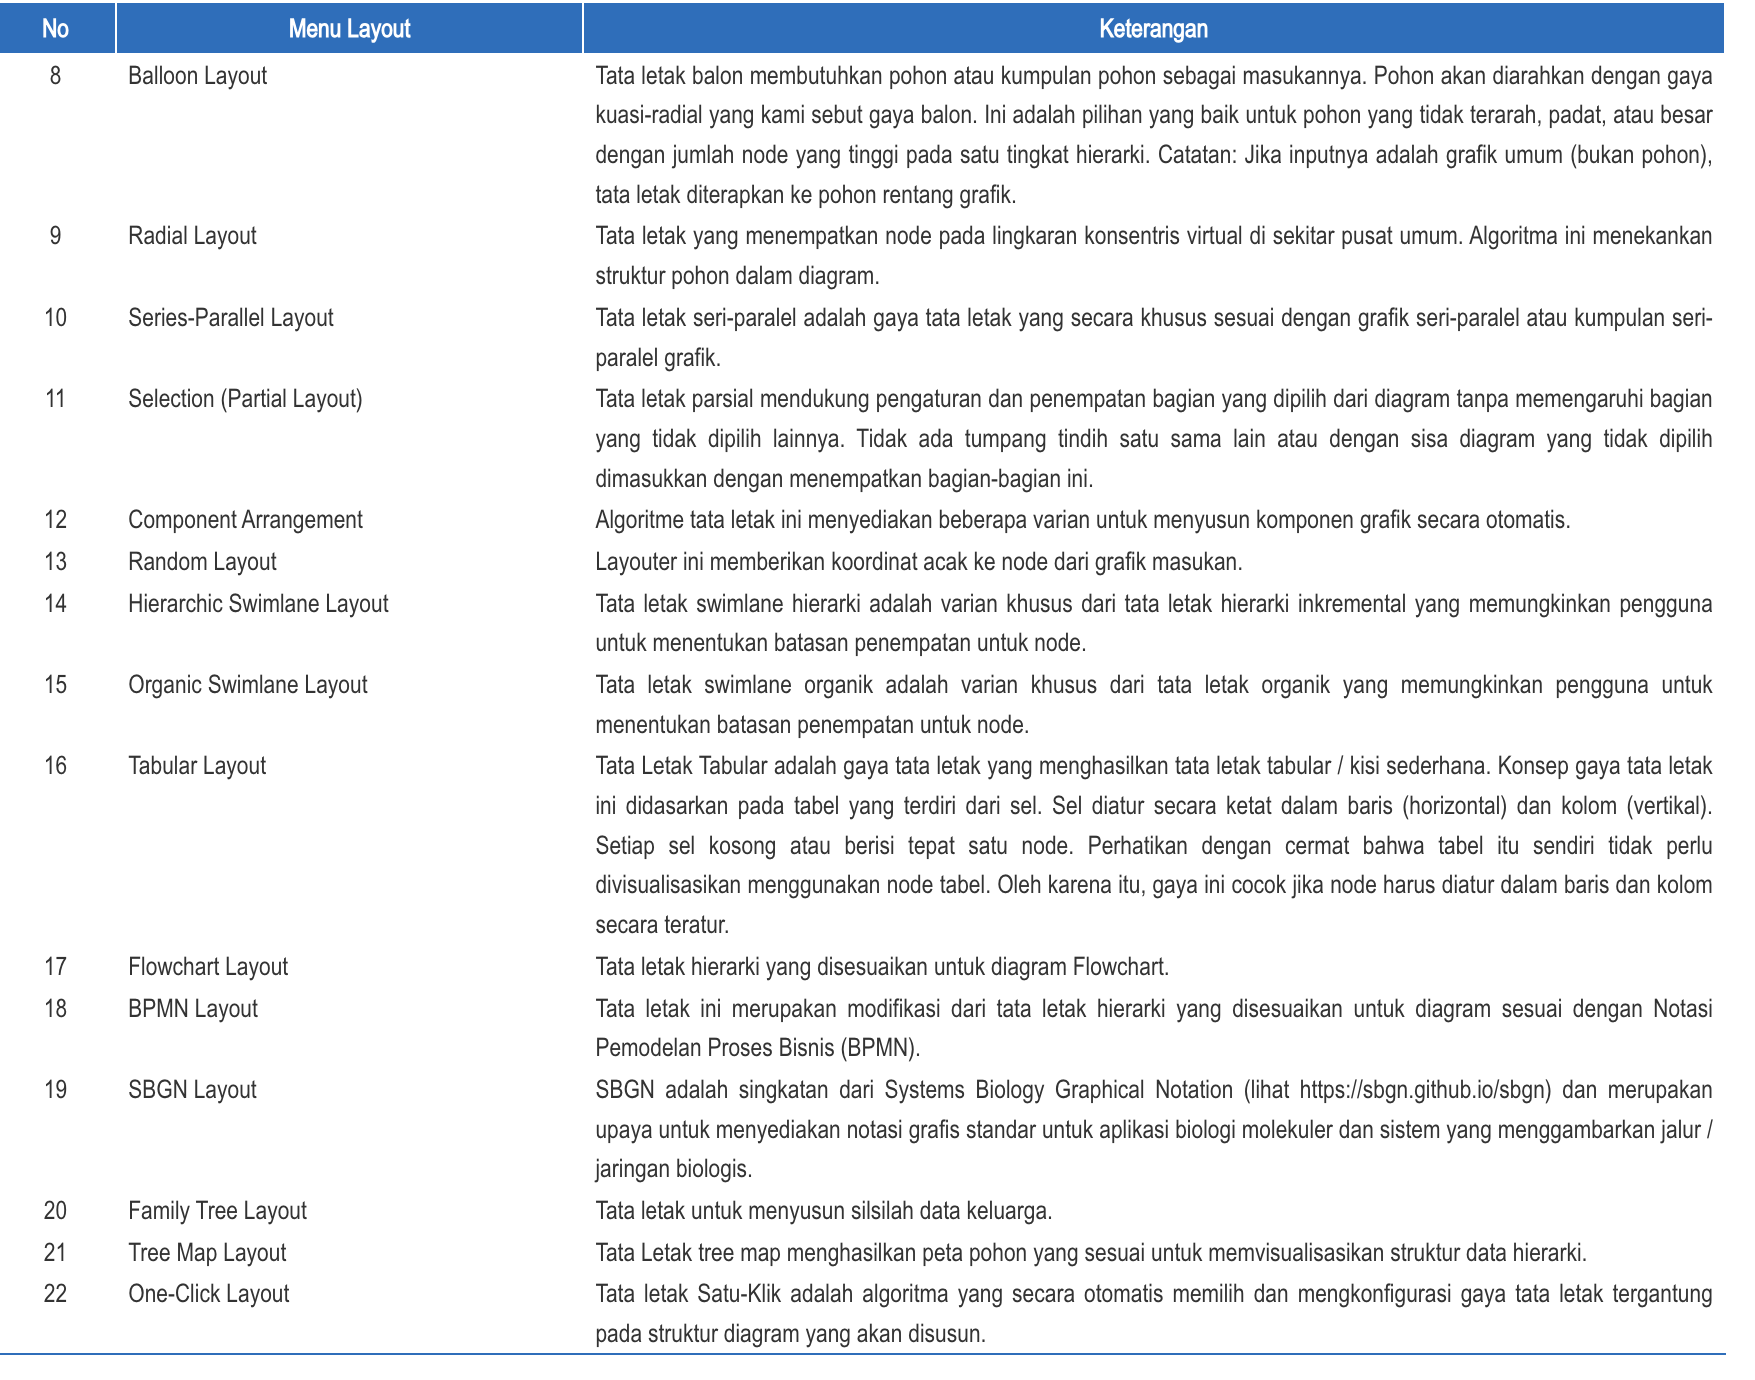 No Menu Layout Keterangan
8 Balloon Layout Tata letak balon membutuhkan pohon atau kumpulan pohon sebagai masukannya. Pohon akan diarahkan dengan gaya
kuasi-radial yang kami sebut gaya balon. Ini adalah pilihan yang baik untuk pohon yang tidak terarah, padat, atau besar
dengan jumlah node yang tinggi pada satu tingkat hierarki. Catatan: Jika inputnya adalah grafik umum (bukan pohon),
tata letak diterapkan ke pohon rentang grafik.
9 Radial Layout Tata letak yang menempatkan node pada lingkaran konsentris virtual di sekitar pusat umum. Algoritma ini menekankan
struktur pohon dalam diagram.
10 Series-Parallel Layout Tata letak seri-paralel adalah gaya tata letak yang secara khusus sesuai dengan grafik seri-paralel atau kumpulan seri-
paralel grafik.
11 Selection (Partial Layout) Tata letak parsial mendukung pengaturan dan penempatan bagian yang dipilih dari diagram tanpa memengaruhi bagian
yang tidak dipilih lainnya. Tidak ada tumpang tindih satu sama lain atau dengan sisa diagram yang tidak dipilih
dimasukkan dengan menempatkan bagian-bagian ini.
12 Component Arrangement Algoritme tata letak ini menyediakan beberapa varian untuk menyusun komponen grafik secara otomatis.
13 Random Layout Layouter ini memberikan koordinat acak ke node dari grafik masukan.
14 Hierarchic Swimlane Layout Tata letak swimlane hierarki adalah varian khusus dari tata letak hierarki inkremental yang memungkinkan pengguna
untuk menentukan batasan penempatan untuk node.
15 Organic Swimlane Layout Tata letak swimlane organik adalah varian khusus dari tata letak organik yang memungkinkan pengguna untuk
menentukan batasan penempatan untuk node.
16 Tabular Layout Tata Letak Tabular adalah gaya tata letak yang menghasilkan tata letak tabular / kisi sederhana. Konsep gaya tata letak
ini didasarkan pada tabel yang terdiri dari sel. Sel diatur secara ketat dalam baris (horizontal) dan kolom (vertikal).
Setiap sel kosong atau berisi tepat satu node. Perhatikan dengan cermat bahwa tabel itu sendiri tidak perlu
divisualisasikan menggunakan node tabel. Oleh karena itu, gaya ini cocok jika node harus diatur dalam baris dan kolom
secara teratur.
17 Flowchart Layout Tata letak hierarki yang disesuaikan untuk diagram Flowchart.
18 BPMN Layout Tata letak ini merupakan modifikasi dari tata letak hierarki yang disesuaikan untuk diagram sesuai dengan Notasi
Pemodelan Proses Bisnis (BPMN).
19 SBGN Layout SBGN adalah singkatan dari Systems Biology Graphical Notation (lihat https://sbgn.github.io/sbgn) dan merupakan
upaya untuk menyediakan notasi grafis standar untuk aplikasi biologi molekuler dan sistem yang menggambarkan jalur /
jaringan biologis.
20 Family Tree Layout Tata letak untuk menyusun silsilah data keluarga.
21 Tree Map Layout Tata Letak tree map menghasilkan peta pohon yang sesuai untuk memvisualisasikan struktur data hierarki.
22 One-Click Layout Tata letak Satu-Klik adalah algoritma yang secara otomatis memilih dan mengkonfigurasi gaya tata letak tergantung
pada struktur diagram yang akan disusun.